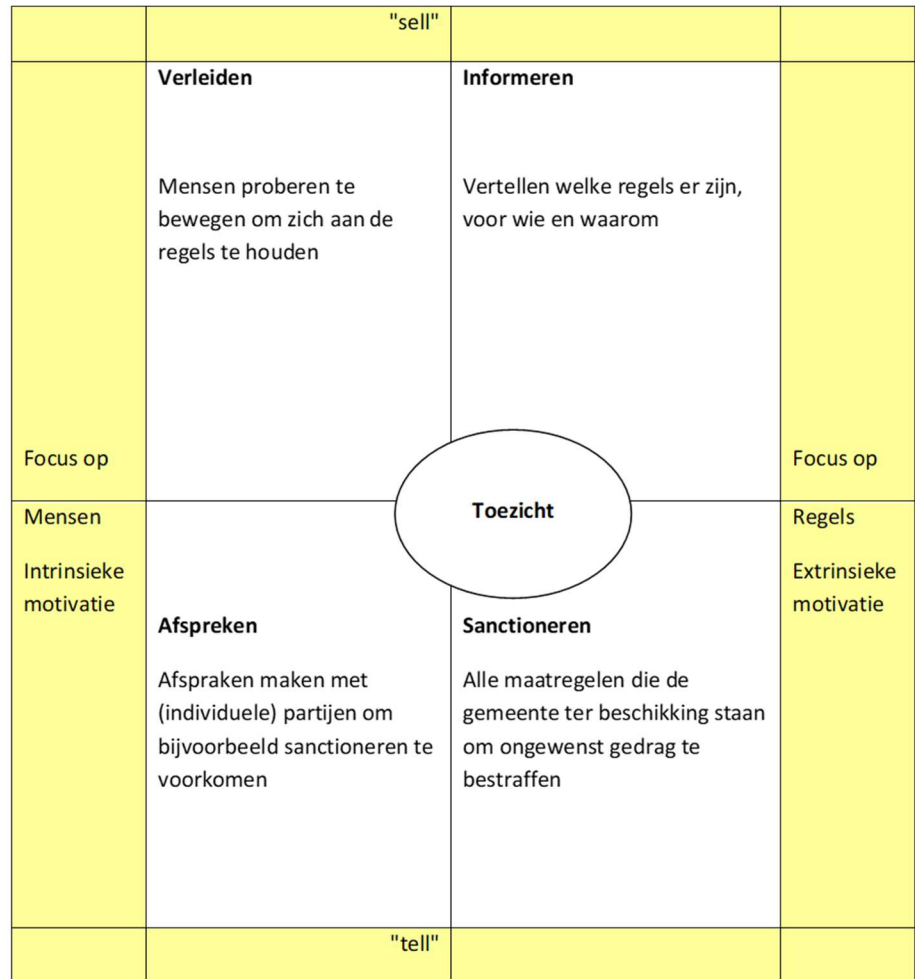 "sell"
Verleiden
Informeren
Mensen proberen te
bewegen om zich aan de
regels te houden
Vertellen welke regels er zijn,
voor wie en waarom
Focus op
Focus op
Toezicht
Mensen
Intrinsieke
motivatie
Regels
Extrinsieke
motivatie
Afspreken
Afspraken maken met
(individuele) partijen om
bijvoorbeeld sanctioneren te
voorkomen
Sanctioneren
Alle maatregelen die de
gemeente ter beschikking staan
om ongewenst gedrag te
bestraffen
"tell"